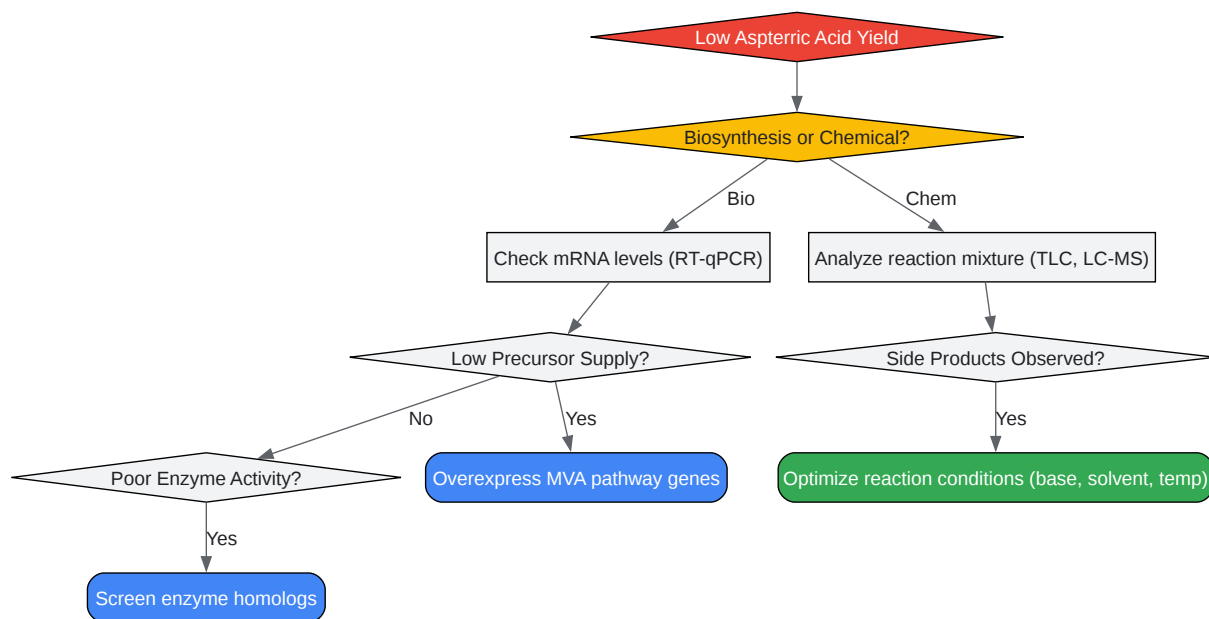 Low Aspterric Acid Yield
Biosynthesis or Chemical?
Bio
Chem
Check mRNA levels (RT-qPCR)
Analyze reaction mixture (TLC, LC-MS)
Low Precursor Supply?
Side Products Observed?
No
Yes
Yes
Poor Enzyme Activity?
Overexpress MVA pathway genes
Optimize reaction conditions (base, solvent, temp)
Yes
Screen enzyme homologs